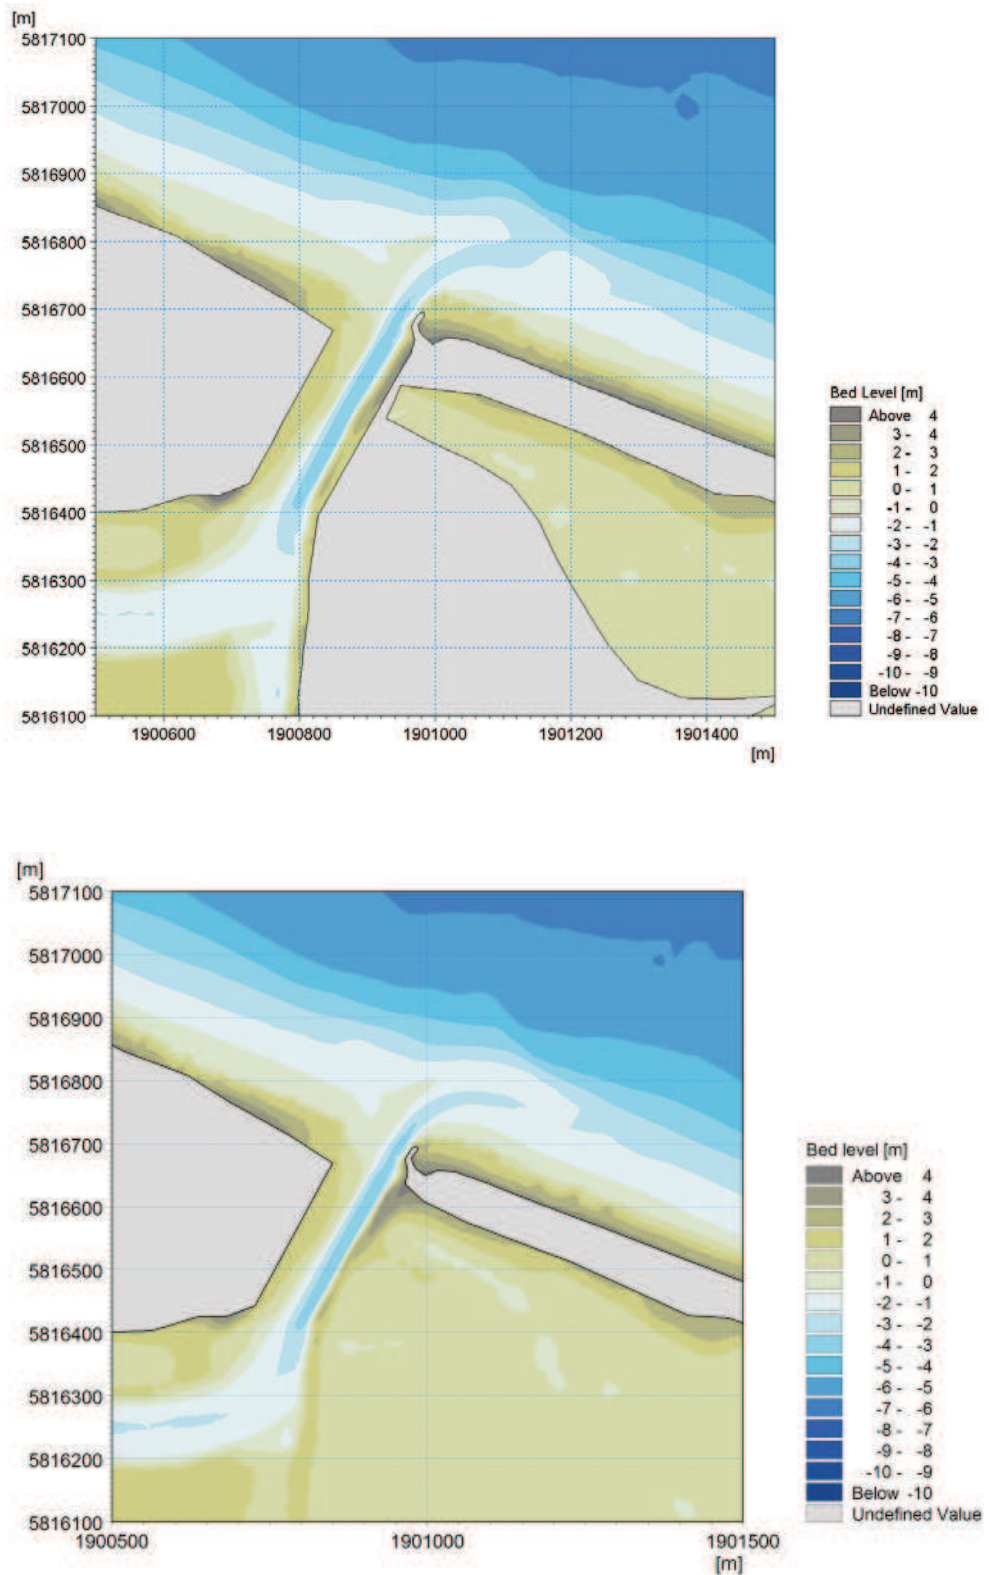 [m]
5817100
5817000
5816900
5816800
5816700
5816600
5816500
5816400
5816300
5816200
5816100
1900600 1900800 1901000 1901200 1901400
[m]
Bed Level [m]
Above 4
3 - 4
2 - 3
1 - 2
0 - 1
-1 - 0
-2 - -1
-3 - -2
-4 - -3
-5 - -4
-6 - -5
-7 - -6
-8 - -7
-9 - -8
-10 - -9
Below -10
Undefined Value
[m]
5817100
5817000
5816900
5816800
5816700
5816600
5816500
5816400
5816300
5816200
5816100
1900500 1901000 1901500
[m]
Bed level [m]
Above 4
3 - 4
2 - 3
1 - 2
0 - 1
-1 - 0
-2 - -1
-3 - -2
-4 - -3
-5 - -4
-6 - -5
-7 - -6
-8 - -7
-9 - -8
-10 - -9
Below -10
Undefined Value